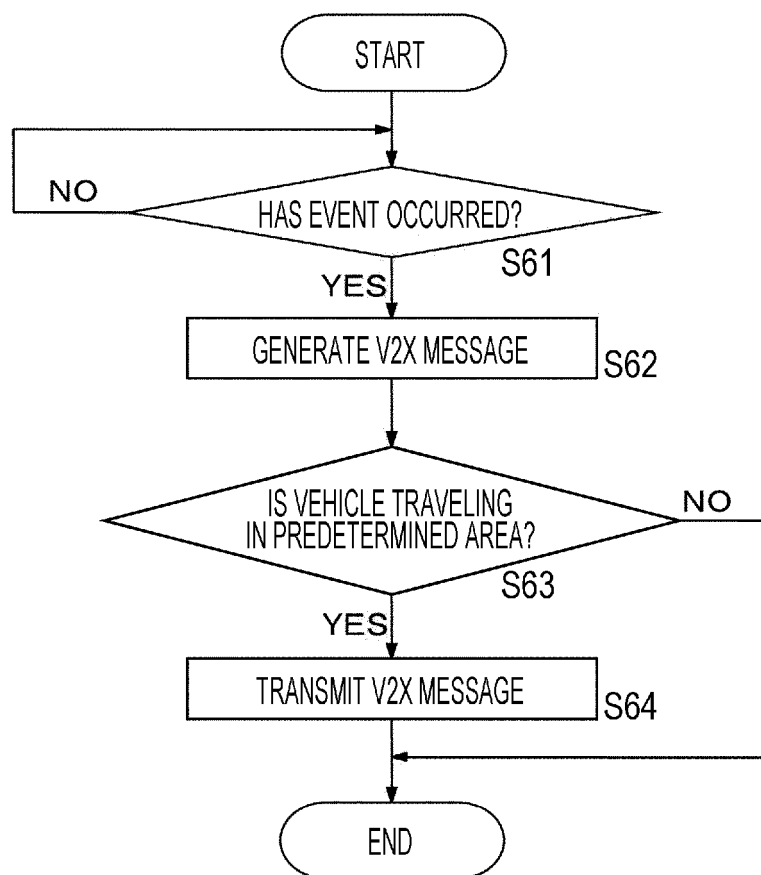 START
NO
HAS EVENT OCCURRED?
S61
YES
GENERATE V2X MESSAGE
S62
IS VEHICLE TRAVELING
IN PREDETERMINED AREA?
NO
S63
YES
TRANSMIT V2X MESSAGE
S64
END